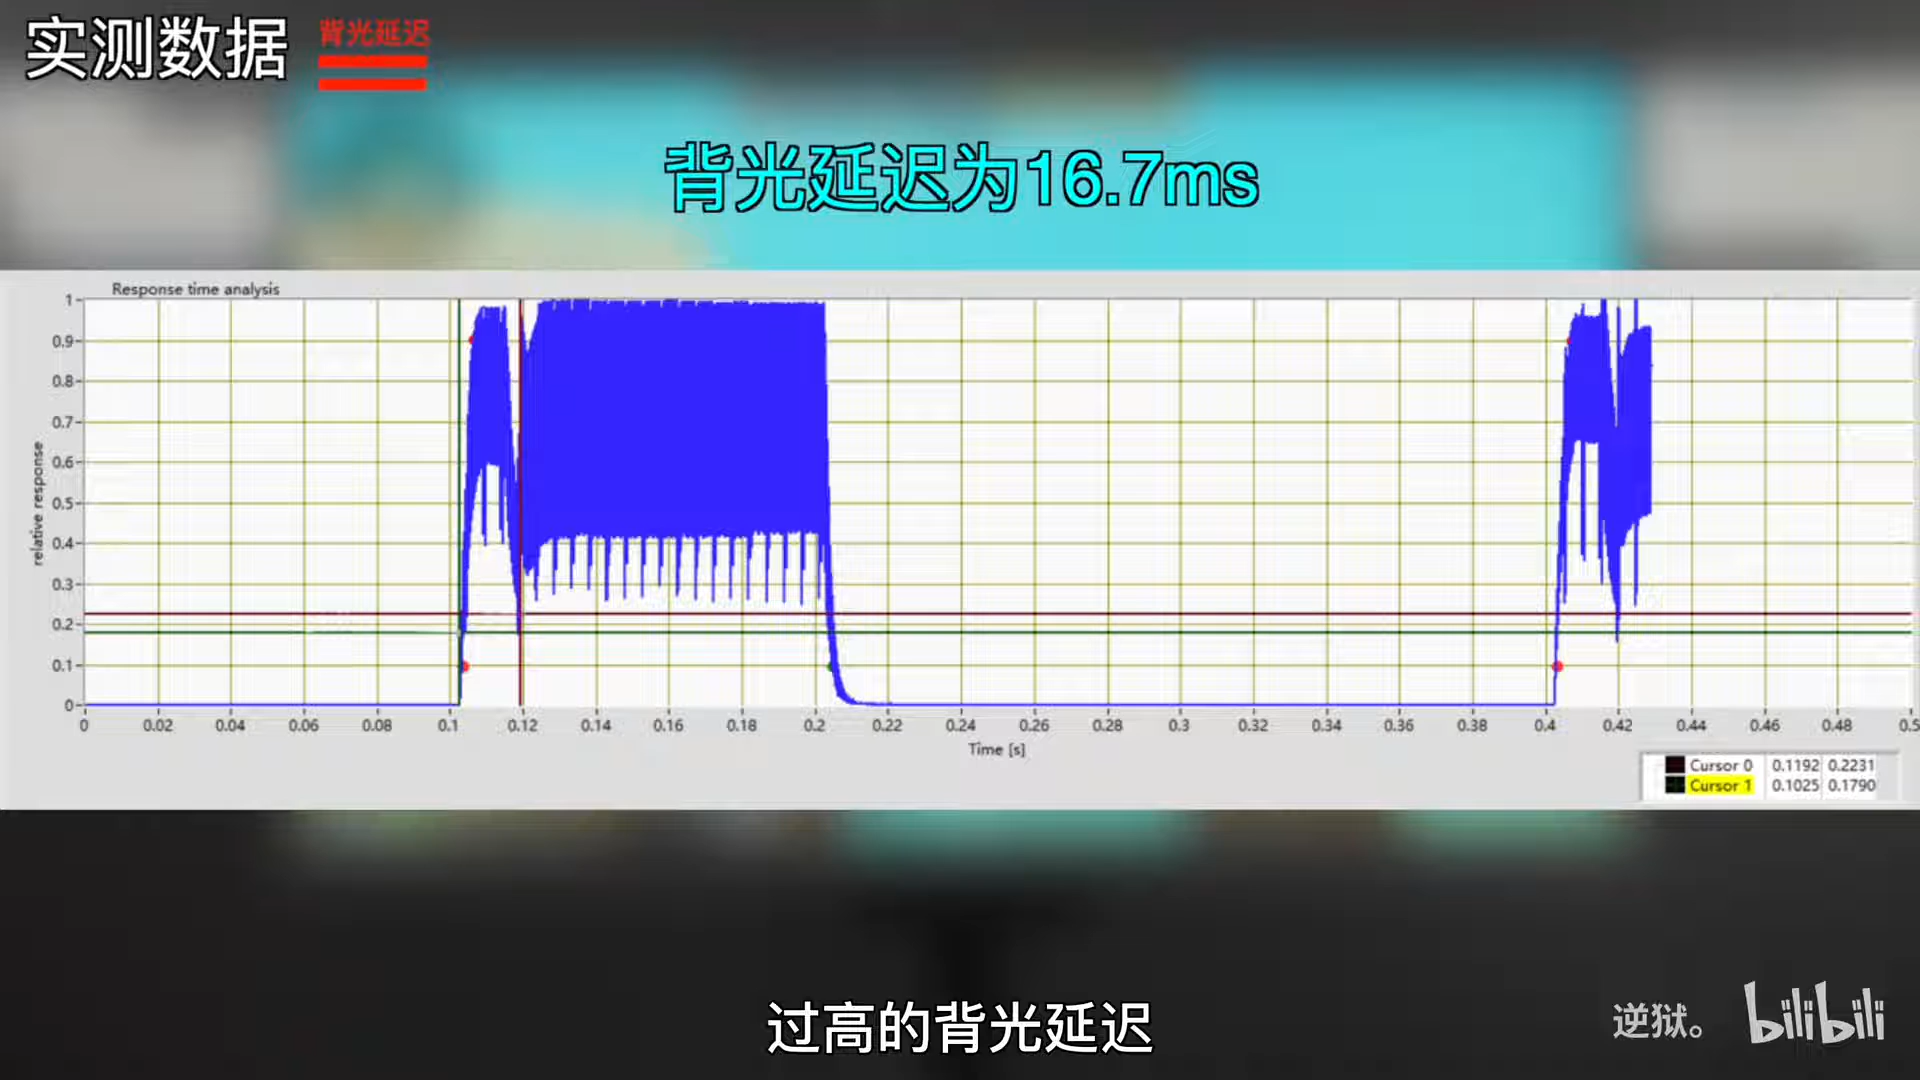 实测数据
背光延迟
背光延迟为16.7ms
Response time analysis
1
0.9
0.8
0.7
0.6
0.5
0.4
0.3
0.2
0.1
0
relative response
0 0.02 0.04 0.06 0.08 0.1 0.12 0.14 0.16 0.18 0.2 0.22 0.24 0.26 0.28 0.3 0.32 0.34 0.36 0.38 0.4 0.42 0.44 0.46 0.48 0.5
Time [s]
Cursor 0 0.1192 0.2231
Cursor 1 0.1025 0.1790
过高的背光延迟
逆狱。 bilibili